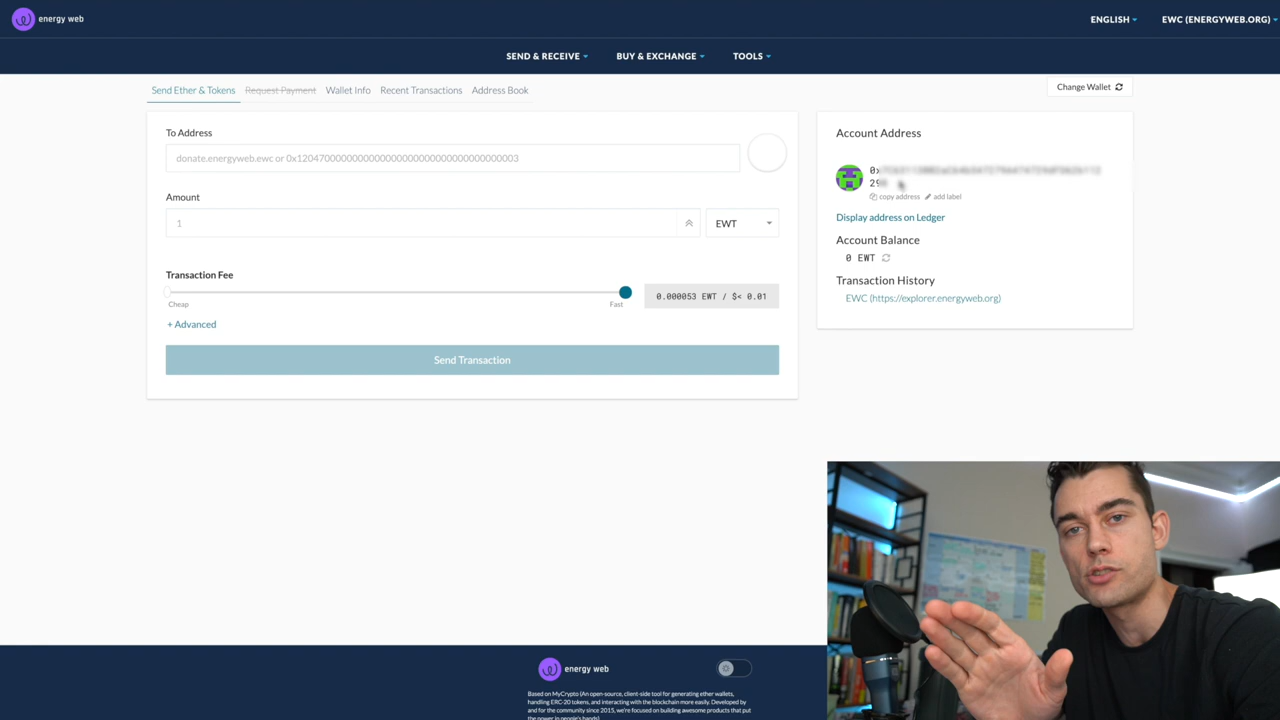 energy web
ENGLISH
EWC (ENERGYWEB.ORG)
SEND & RECEIVE
BUY & EXCHANGE
TOOLS
Send Ether & Tokens
Request Payment
Wallet Info
Recent Transactions
Address Book
Change Wallet
To Address
donate.energyweb.ewc or 0x1204700000000000000000000000000000000003
Amount
1
EWT
Transaction Fee
Cheap
Fast
0.000053 EWT / $< 0.01
+ Advanced
Send Transaction
Account Address
copy address
add label
Display address on Ledger
Account Balance
0 EWT
Transaction History
EWC (https://explorer.energyweb.org)
energy web
Based on MyCrypto (An open-source, client-side tool for generating ether wallets,
handling ERC-20 tokens, and interacting with the blockchain more easily. Developed by
and for the community since 2015, we're focused on building awesome products that put
the power in people's hands)